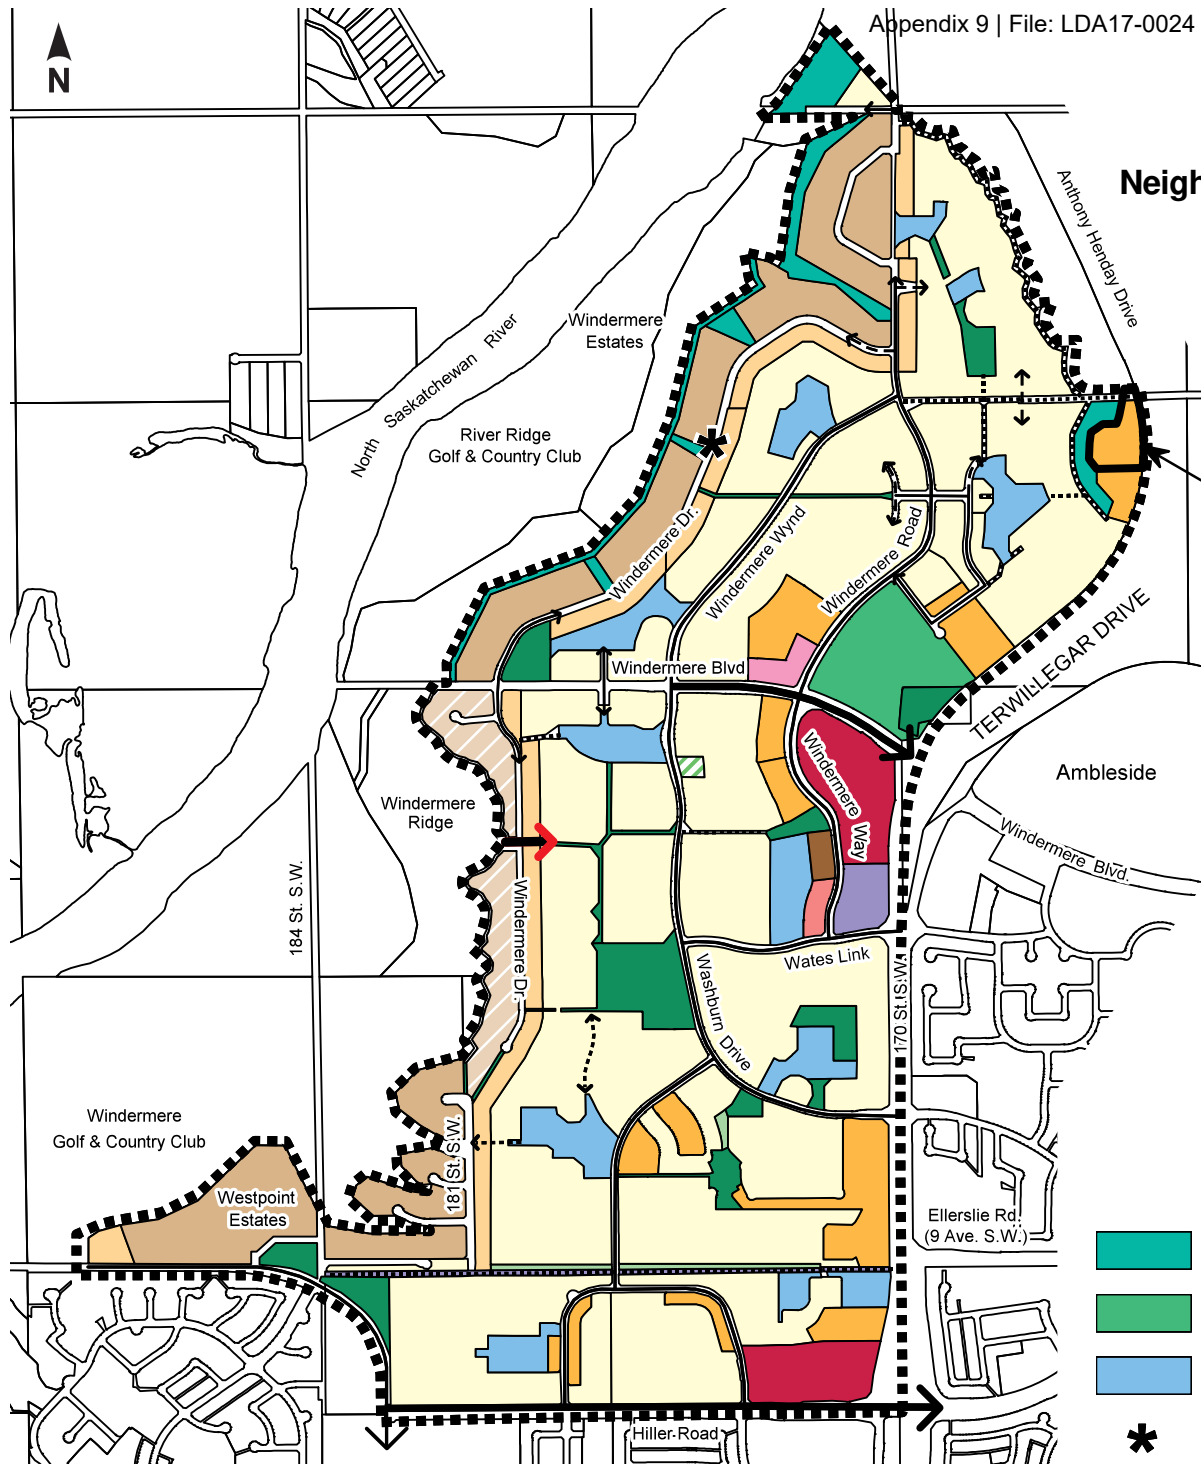 Appendix 9 | File: LDA17-0024
N
Neigh
Anthony Henday Drive
Windermere
Estates
North Saskatchewan River
River Ridge
Golf & Country Club
Windermere Dr.
Windermere Wynd
Windermere Road
TERWILLEGAR DRIVE
Windermere Blvd
Windermere Way
Ambleside
Windermere
Ridge
Windermere Blvd.
184 St. S.W.
Windermere Dr.
Wates Link
Washburn Drive
170 St. S.W.
Windermere
Golf & Country Club
181 St. S.W.
Westpoint
Estates
Ellerslie Rd.
(9 Ave. S.W.)
Hiller Road